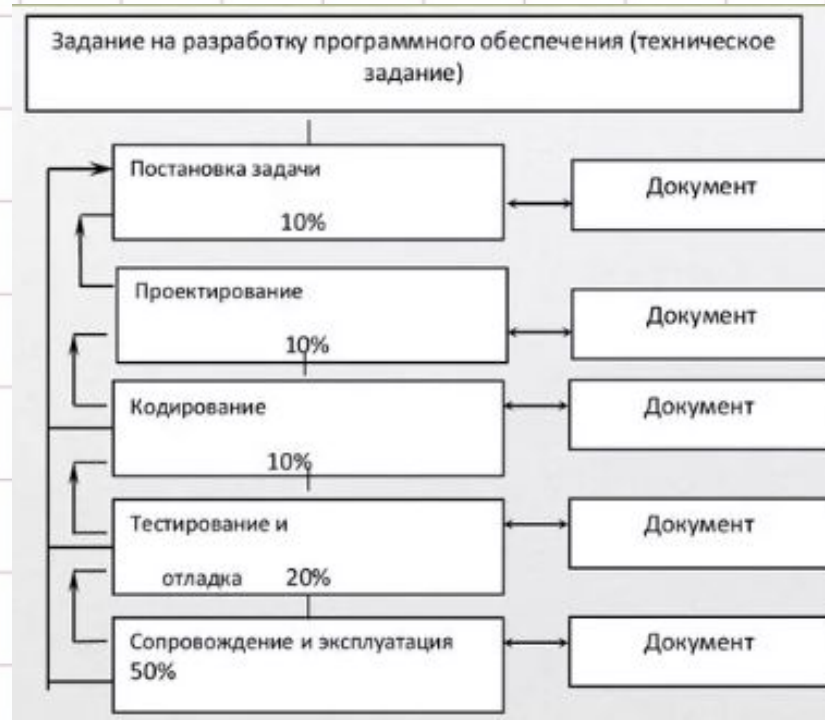 Задание на разработку программного обеспечения (техническое
задание)
Постановка задачи
10%
Документ
Проектирование
10%
Документ
Кодирование
10%
Документ
Тестирование и
отладка 20%
Документ
Сопровождение и эксплуатация
50%
Документ